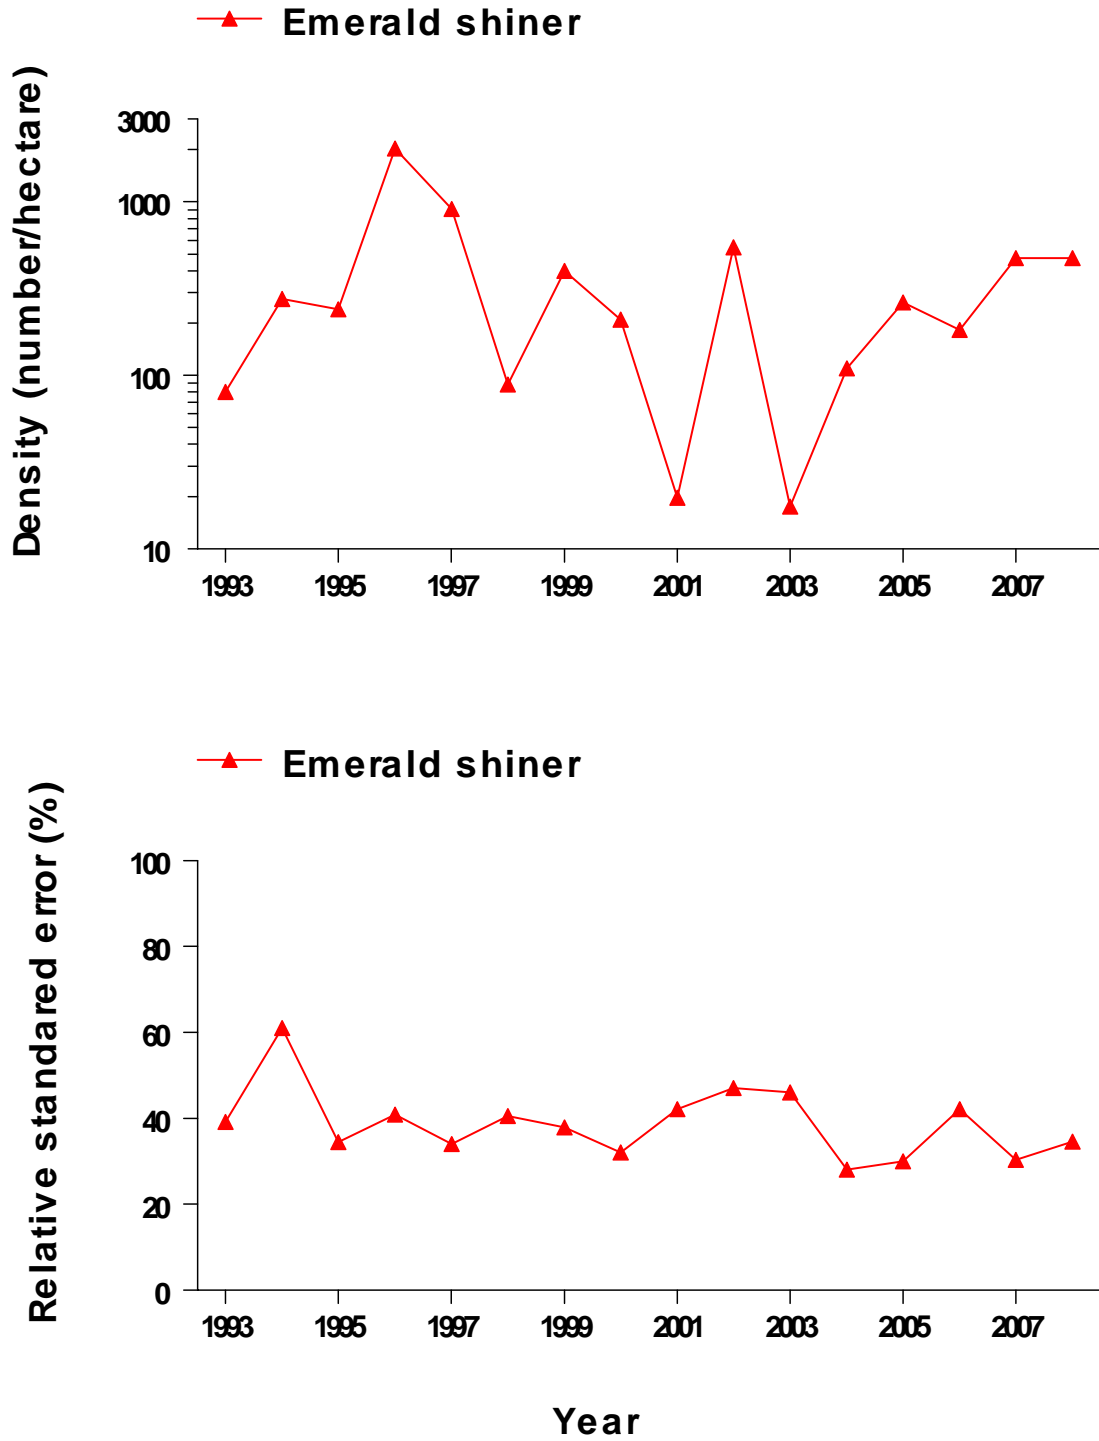 Emerald shiner
Density (number/hectare)
3000
1000
100
10
1993 1995 1997 1999 2001 2003 2005 2007
Emerald shiner
Relative standared error (%)
100
80
60
40
20
0
1993 1995 1997 1999 2001 2003 2005 2007
Year